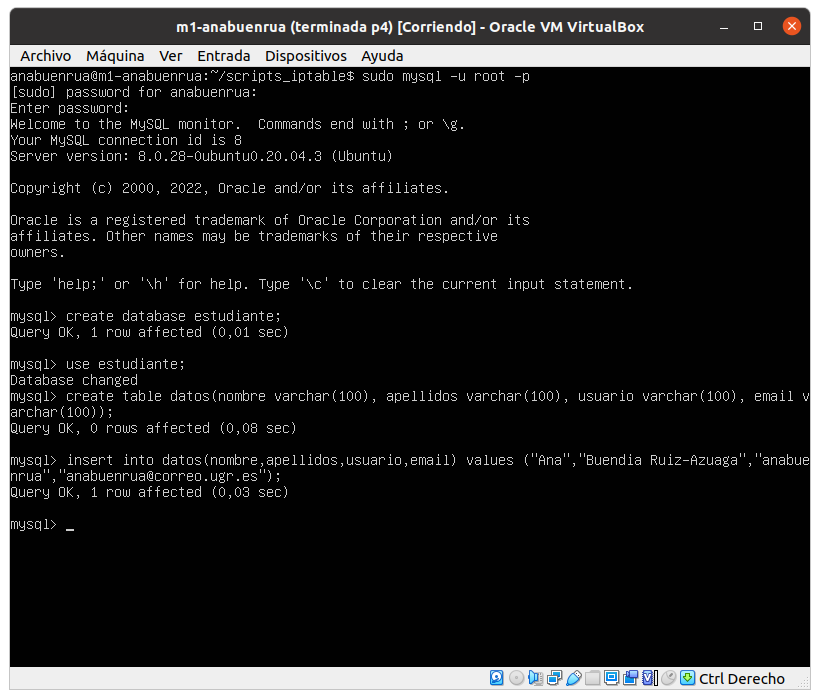 m1-anabuenrua (terminada p4) [Corriendo] - Oracle VM VirtualBox
Archivo Máquina Ver Entrada Dispositivos Ayuda
anabuenrua@m1-anabuenrua:~/scripts_iptable$ sudo mysql -u root -p
[sudo] password for anabuenrua:
Enter password:
Welcome to the MySQL monitor.  Commands end with ; or \g.
Your MySQL connection id is 8
Server version: 8.0.28-0ubuntu0.20.04.3 (Ubuntu)
Copyright (c) 2000, 2022, Oracle and/or its affiliates.
Oracle is a registered trademark of Oracle Corporation and/or its
affiliates. Other names may be trademarks of their respective
owners.
Type 'help;' or '\h' for help. Type '\c' to clear the current input statement.
mysql> create database estudiante;
Query OK, 1 row affected (0,01 sec)
mysql> use estudiante;
Database changed
mysql> create table datos(nombre varchar(100), apellidos varchar(100), usuario varchar(100), email v
archar(100));
Query OK, 0 rows affected (0,08 sec)
mysql> insert into datos(nombre,apellidos,usuario,email) values ("Ana","Buendia Ruiz-Azuaga","anabue
nrua","anabuenrua@correo.ugr.es");
Query OK, 1 row affected (0,03 sec)
mysql> _
Ctrl Derecho